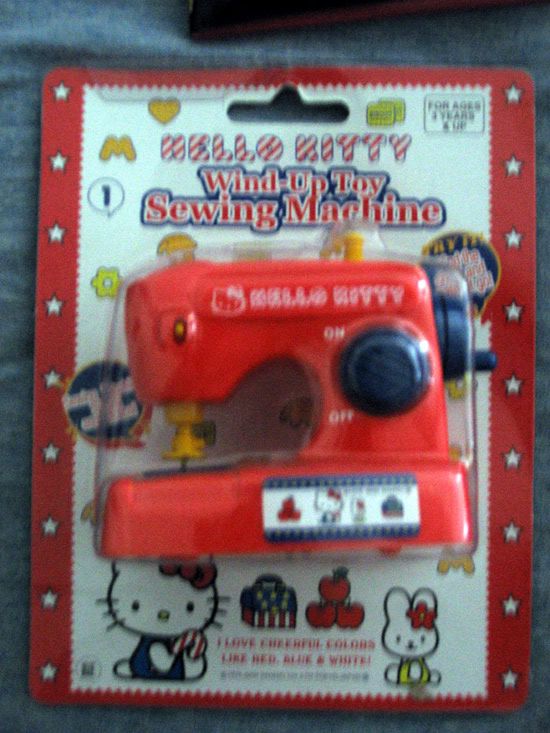 FOR AGES
3 YEARS
& UP
HELLO KITTY
Wind-Up Toy
Sewing Machine
1
HELLO KITTY
ON
OFF
I LOVE CHEERFUL COLORS
LIKE RED, BLUE & WHITE!